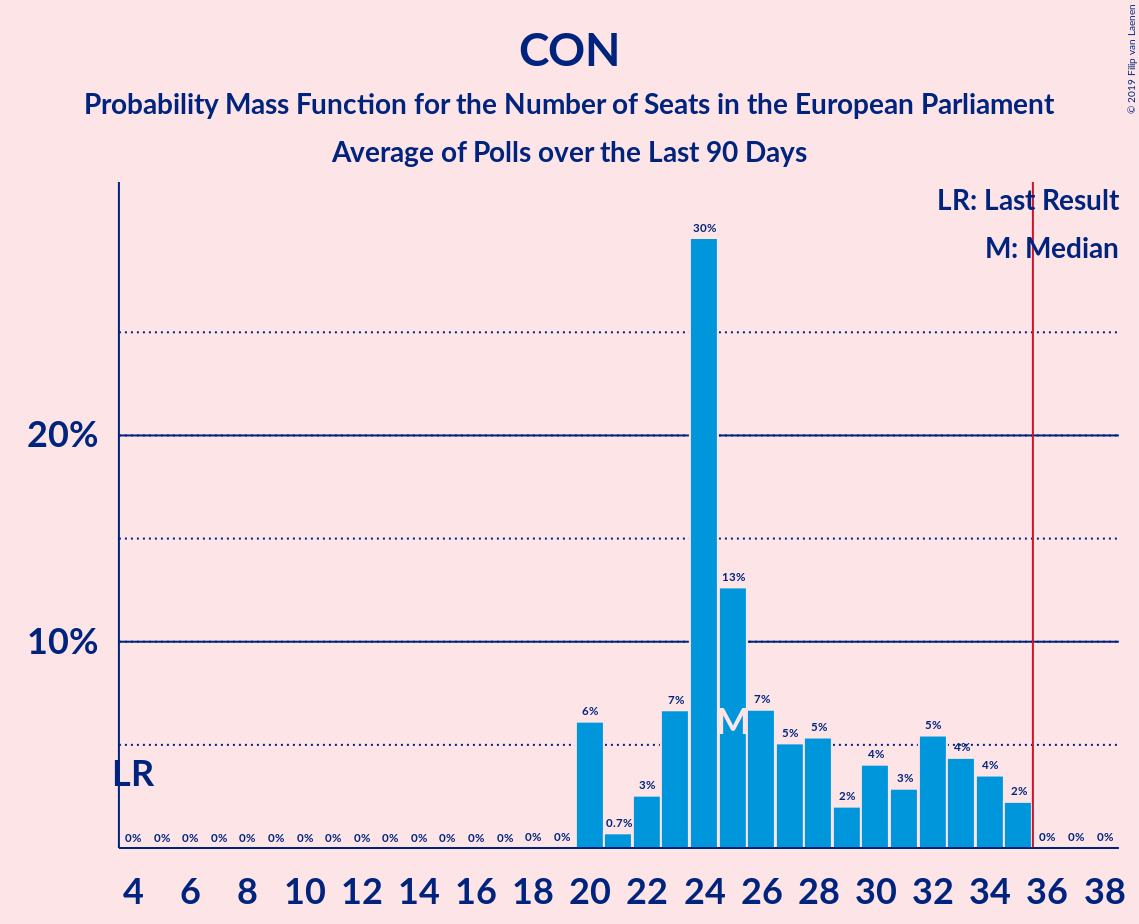 CON
Probability Mass Function for the Number of Seats in the European Parliament
Average of Polls over the Last 90 Days
© 2019 Filip van Laenen
LR: Last Result
M: Median
30%
20%
13%
10%
7%
7%
6%
5%
5%
5%
4%
4%
4%
3%
3%
2%
2%
0.7%
M
LR
0% 0% 0% 0% 0% 0% 0% 0% 0% 0% 0% 0% 0% 0% 0% 0% 0% 0% 0%
4 6 8 10 12 14 16 18 20 22 24 26 28 30 32 34 36 38